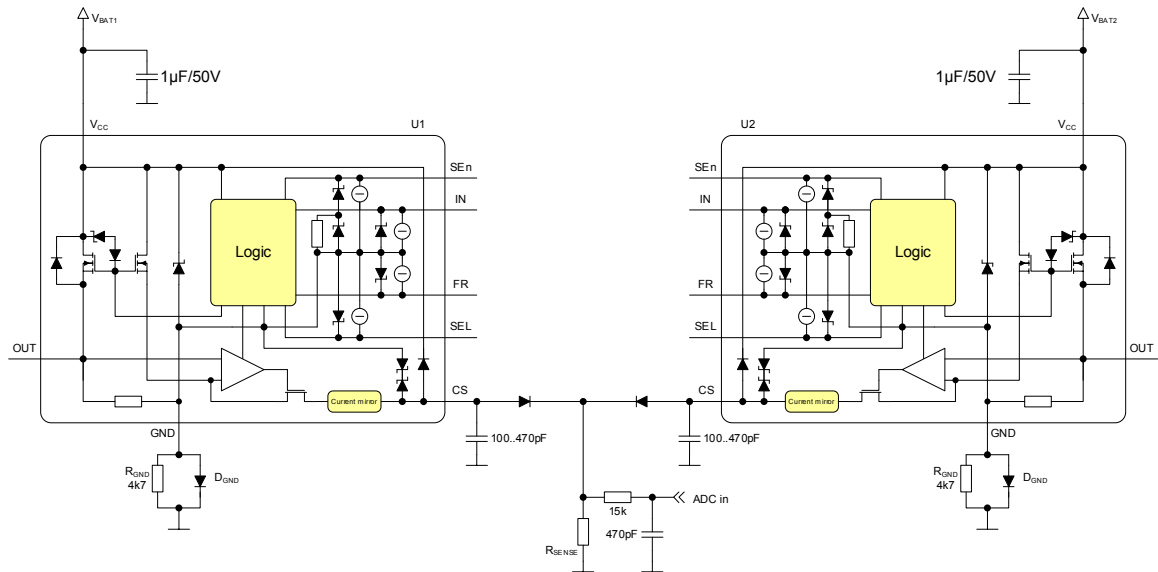 VBAT1
VBAT2
1µF/50V
1µF/50V
VCC
U1
U2
VCC
SEn
SEn
IN
IN
Logic
Logic
FR
FR
SEL
SEL
OUT
OUT
CS
CS
Current mirror
Current mirror
GND
GND
100..470pF
100..470pF
RGND
4k7
DGND
RGND
4k7
DGND
ADC in
15k
470pF
RSENSE